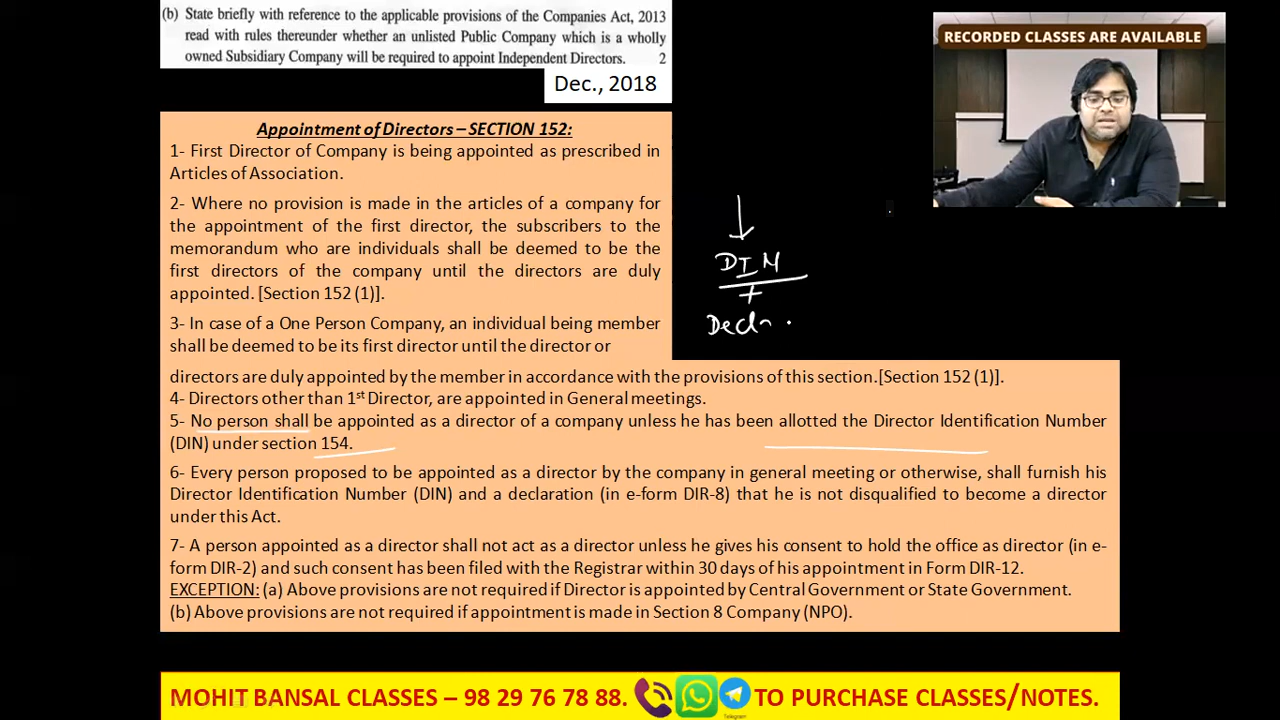 (b) State briefly with reference to the applicable provisions of the Companies Act, 2013
read with rules thereunder whether an unlisted Public Company which is a wholly
owned Subsidiary Company will be required to appoint Independent Directors. 2
Dec., 2018
RECORDED CLASSES ARE AVAILABLE
Appointment of Directors – SECTION 152:
1- First Director of Company is being appointed as prescribed in
Articles of Association.
2- Where no provision is made in the articles of a company for
the appointment of the first director, the subscribers to the
memorandum who are individuals shall be deemed to be the
first directors of the company until the directors are duly
appointed. [Section 152 (1)].
3- In case of a One Person Company, an individual being member
shall be deemed to be its first director until the director or
directors are duly appointed by the member in accordance with the provisions of this section.[Section 152 (1)].
4- Directors other than 1st Director, are appointed in General meetings.
5- No person shall be appointed as a director of a company unless he has been allotted the Director Identification Number
(DIN) under section 154.
6- Every person proposed to be appointed as a director by the company in general meeting or otherwise, shall furnish his
Director Identification Number (DIN) and a declaration (in e-form DIR-8) that he is not disqualified to become a director
under this Act.
7- A person appointed as a director shall not act as a director unless he gives his consent to hold the office as director (in e-
form DIR-2) and such consent has been filed with the Registrar within 30 days of his appointment in Form DIR-12.
EXCEPTION: (a) Above provisions are not required if Director is appointed by Central Government or State Government.
(b) Above provisions are not required if appointment is made in Section 8 Company (NPO).
DIN
+
Decl
MOHIT BANSAL CLASSES – 98 29 76 78 88. TO PURCHASE CLASSES/NOTES.
Telegram